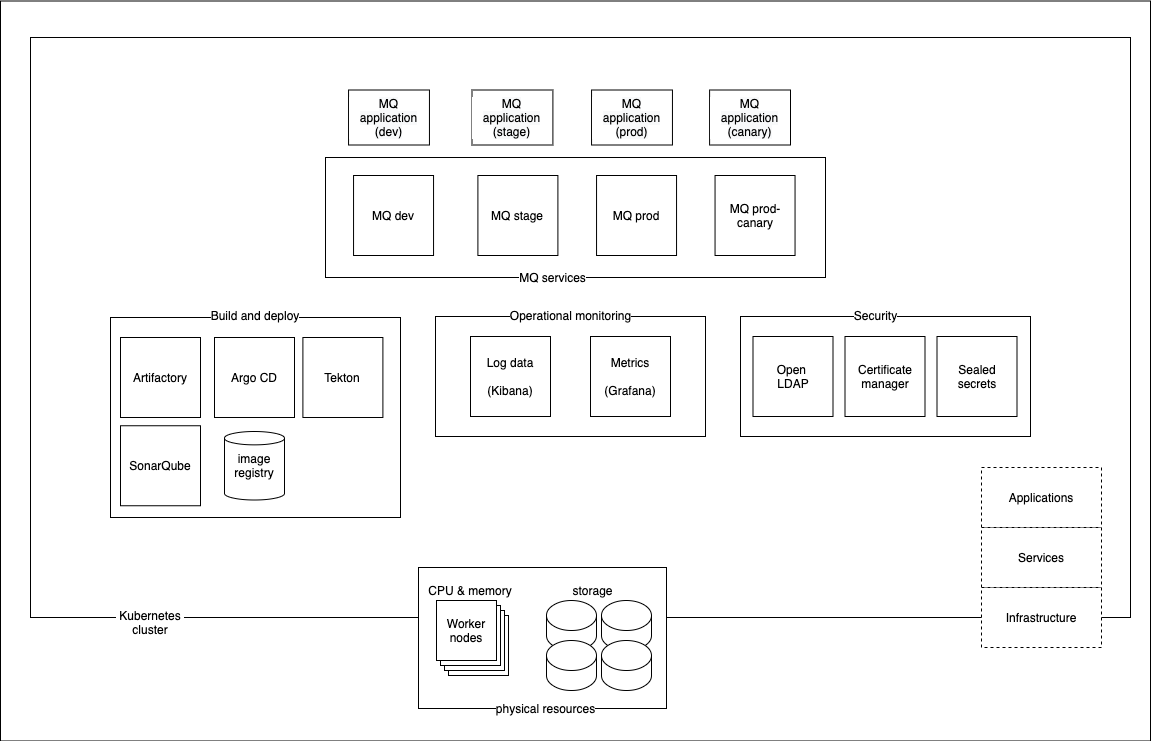 MQ
application
(dev)
MQ
application
(stage)
MQ
application
(prod)
MQ
application
(canary)
MQ dev
MQ stage
MQ prod
MQ prod-
canary
MQ services
Build and deploy
Artifactory
Argo CD
Tekton
SonarQube
image
registry
Operational monitoring
Log data
(Kibana)
Metrics
(Grafana)
Security
Open
LDAP
Certificate
manager
Sealed
secrets
Applications
Services
Infrastructure
Kubernetes
cluster
CPU & memory
Worker
nodes
storage
physical resources